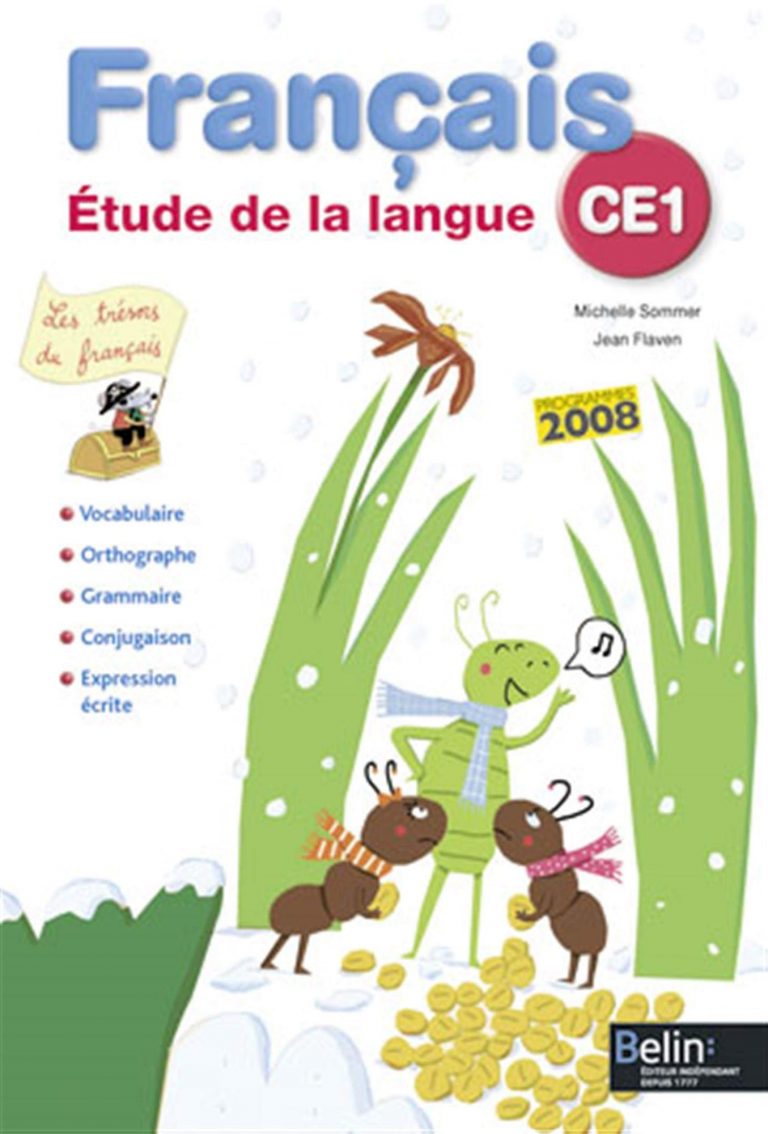 Français
Étude de la langue
CE1
Michelle Sommer
Jean Flaven
Les trésors
du français
PROGRAMMES
2008
Vocabulaire
Orthographe
Grammaire
Conjugaison
Expression
écrite
Belin:
ÉDITEUR INDÉPENDANT
DEPUIS 1777